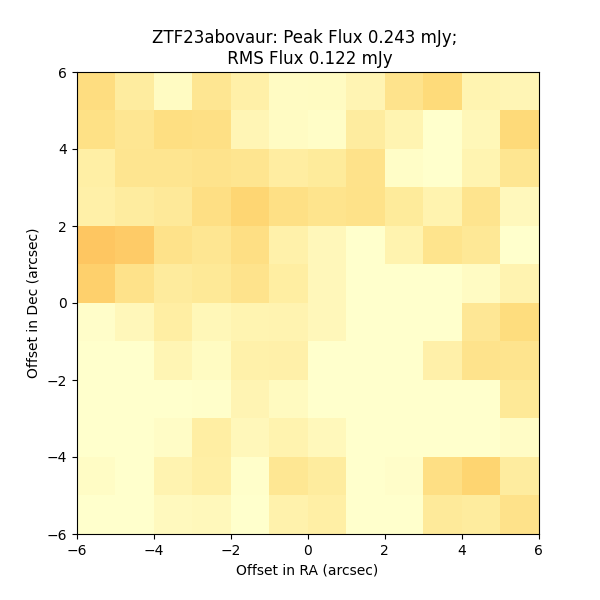 ZTF23abovaur: Peak Flux 0.243 mJy;
RMS Flux 0.122 mJy
6
4
2
0
−2
−4
−6
Offset in Dec (arcsec)
−6 −4 −2 0 2 4 6
Offset in RA (arcsec)